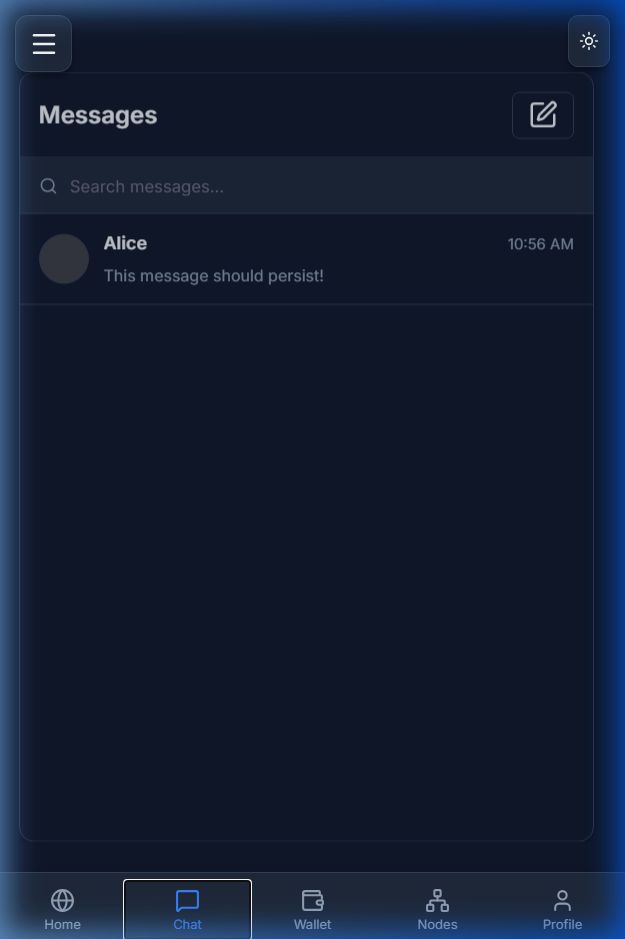 Messages
Search messages...
Alice 10:56 AM
This message should persist!
Home Chat Wallet Nodes Profile